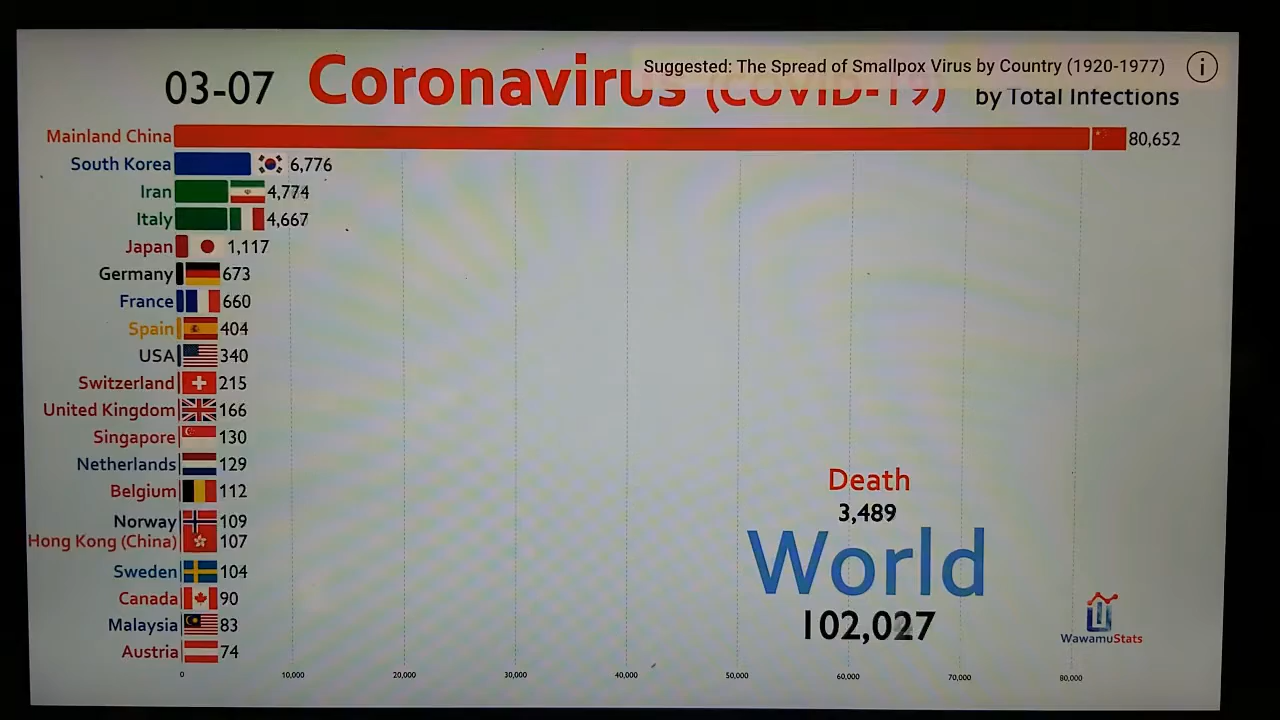 Suggested: The Spread of Smallpox Virus by Country (1920-1977)
03-07 Coronavirus (COVID-19) by Total Infections
Mainland China 80,652
South Korea 6,776
Iran 4,774
Italy 4,667
Japan 1,117
Germany 673
France 660
Spain 404
USA 340
Switzerland 215
United Kingdom 166
Singapore 130
Netherlands 129
Belgium 112
Norway 109
Hong Kong (China) 107
Sweden 104
Canada 90
Malaysia 83
Austria 74
Death
3,489
World
102,027
WawamuStats
0 10,000 20,000 30,000 40,000 50,000 60,000 70,000 80,000